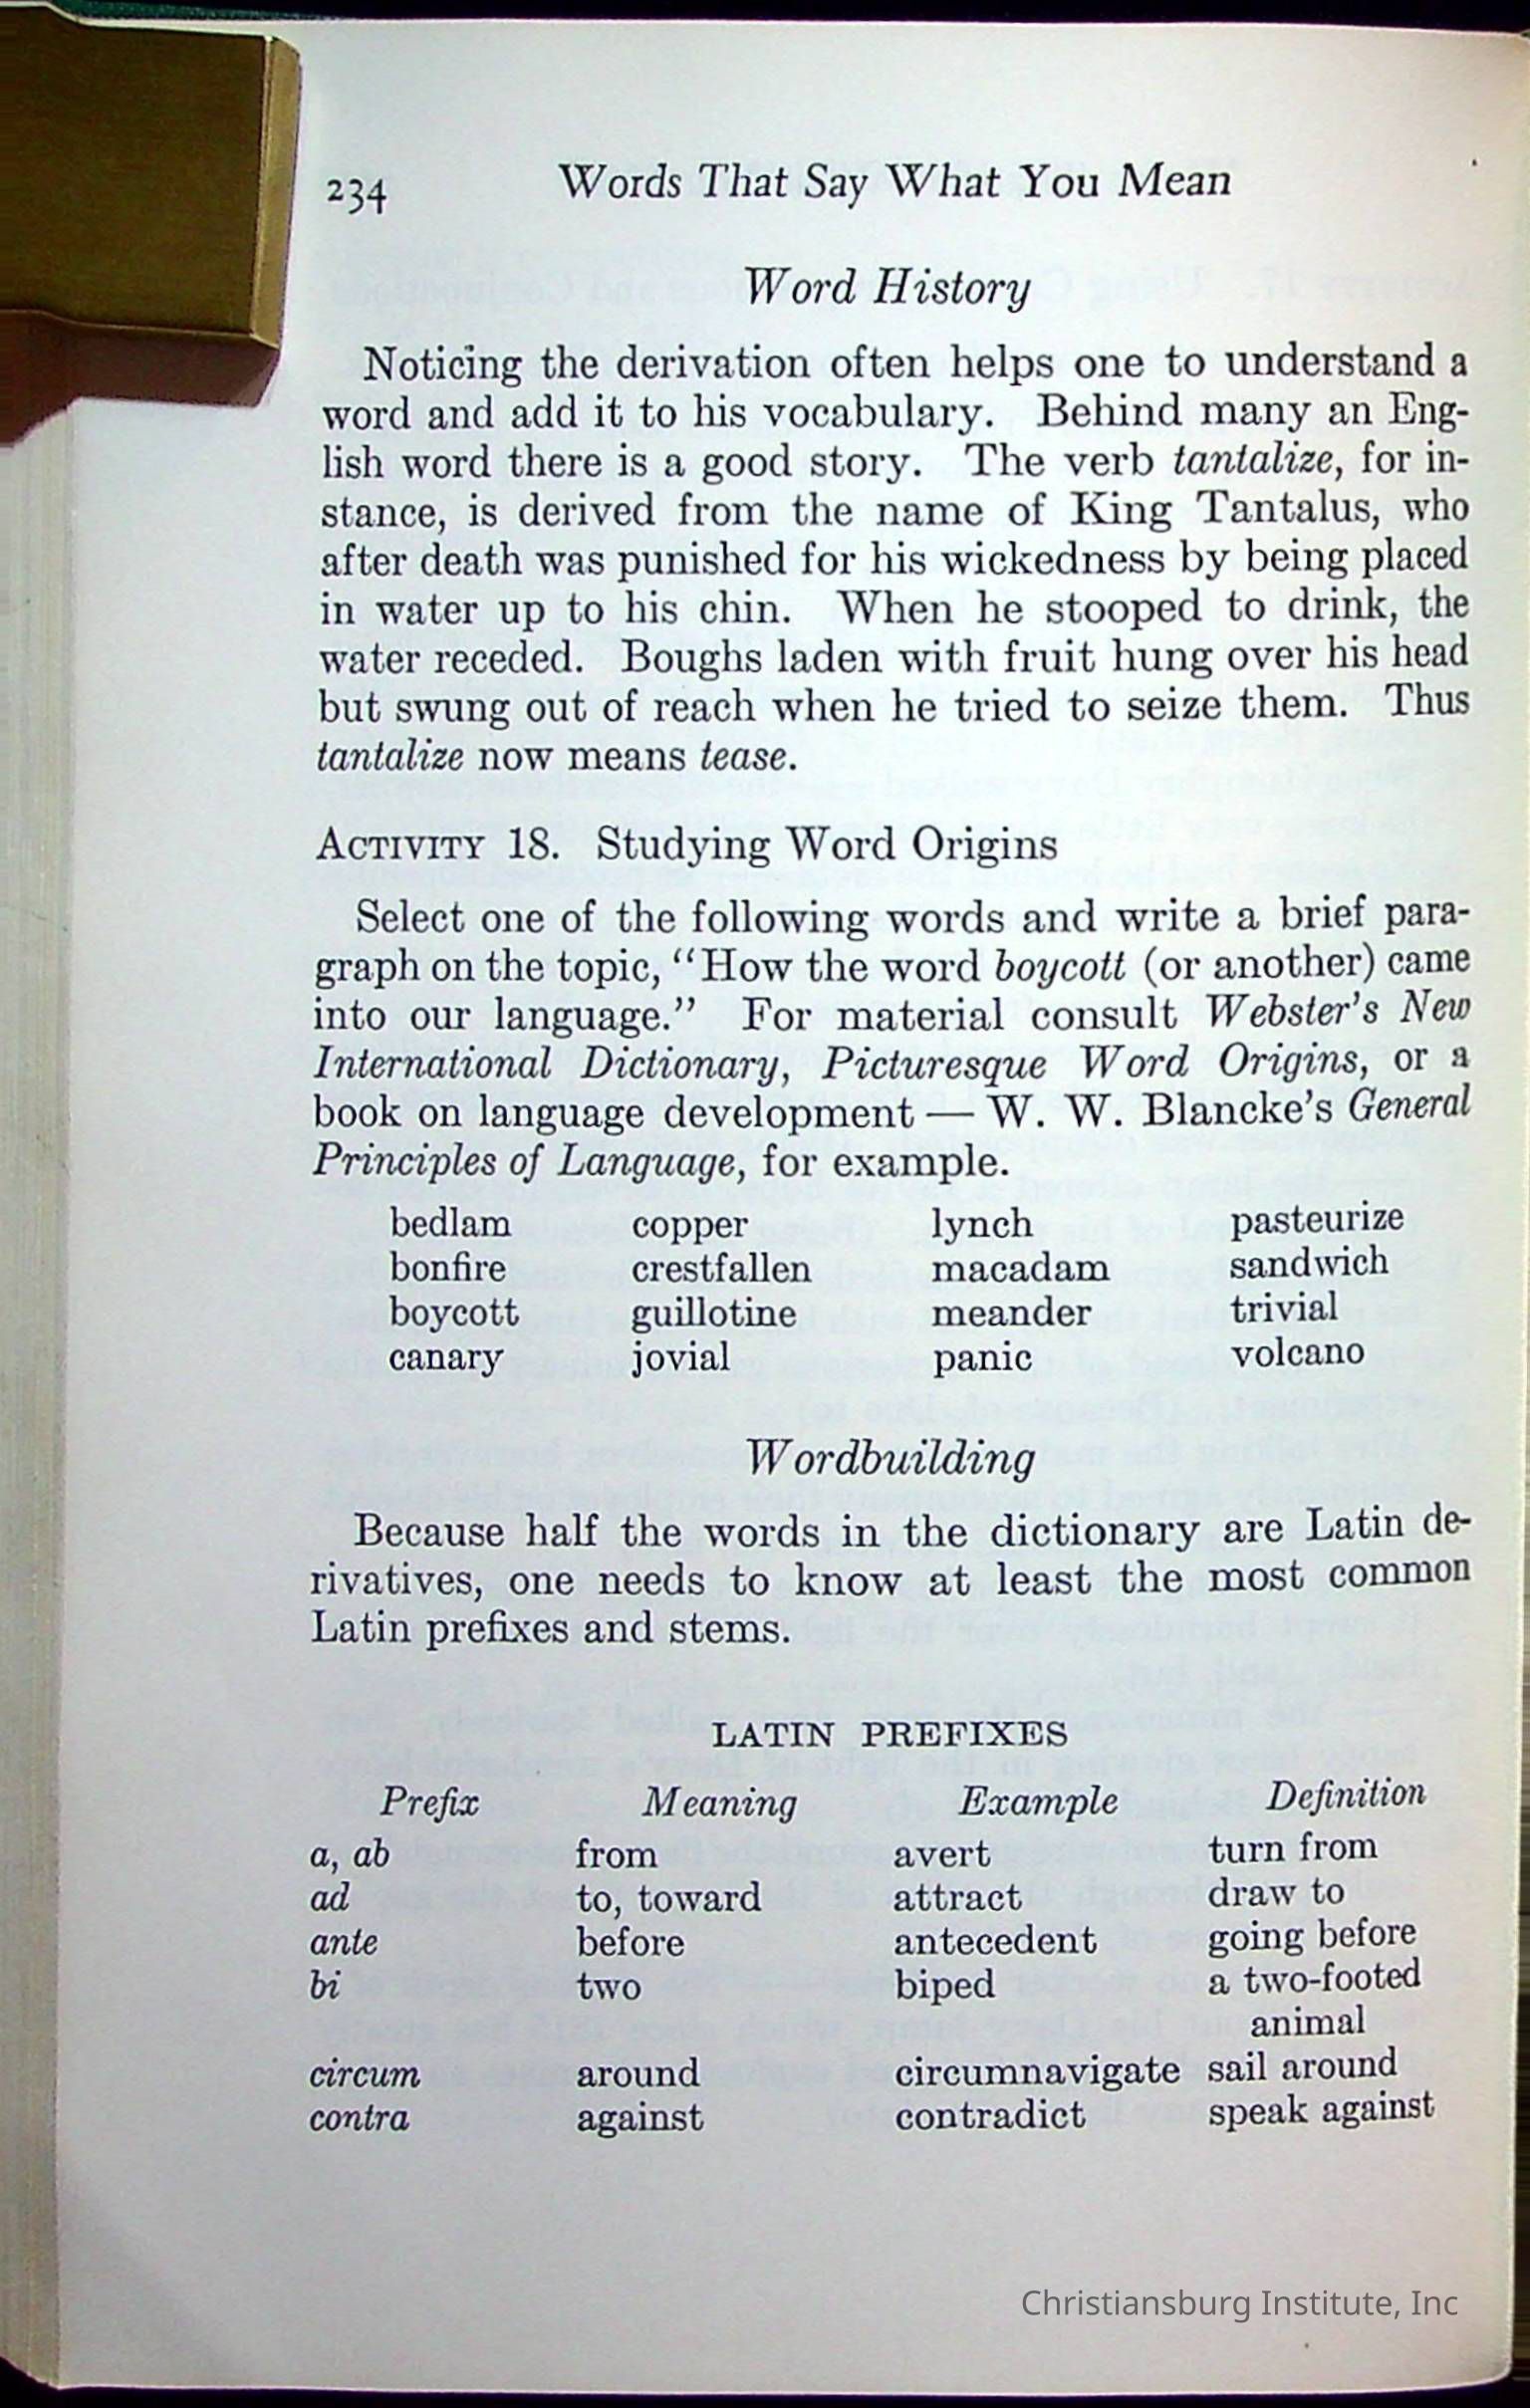 234 Words That Say What You Mean
Word History
Noticing the derivation often helps one to understand a
word and add it to his vocabulary. Behind many an Eng-
lish word there is a good story. The verb tantalize, for in-
stance, is derived from the name of King Tantalus, who
after death was punished for his wickedness by being placed
in water up to his chin. When he stooped to drink, the
water receded. Boughs laden with fruit hung over his head
but swung out of reach when he tried to seize them. Thus
tantalize now means tease.
ACTIVITY 18. Studying Word Origins
Select one of the following words and write a brief para-
graph on the topic, "How the word boycott (or another) came
into our language." For material consult Webster's New
International Dictionary, Picturesque Word Origins, or a
book on language development — W. W. Blancke's General
Principles of Language, for example.
bedlam copper lynch pasteurize
bonfire crestfallen macadam sandwich
boycott guillotine meander trivial
canary jovial panic volcano
Wordbuilding
Because half the words in the dictionary are Latin de-
rivatives, one needs to know at least the most common
Latin prefixes and stems.
LATIN PREFIXES
Prefix Meaning Example Definition
a, ab from avert turn from
ad to, toward attract draw to
ante before antecedent going before
bi two biped a two-footed
animal
circum around circumnavigate sail around
contra against contradict speak against
Christiansburg Institute, Inc